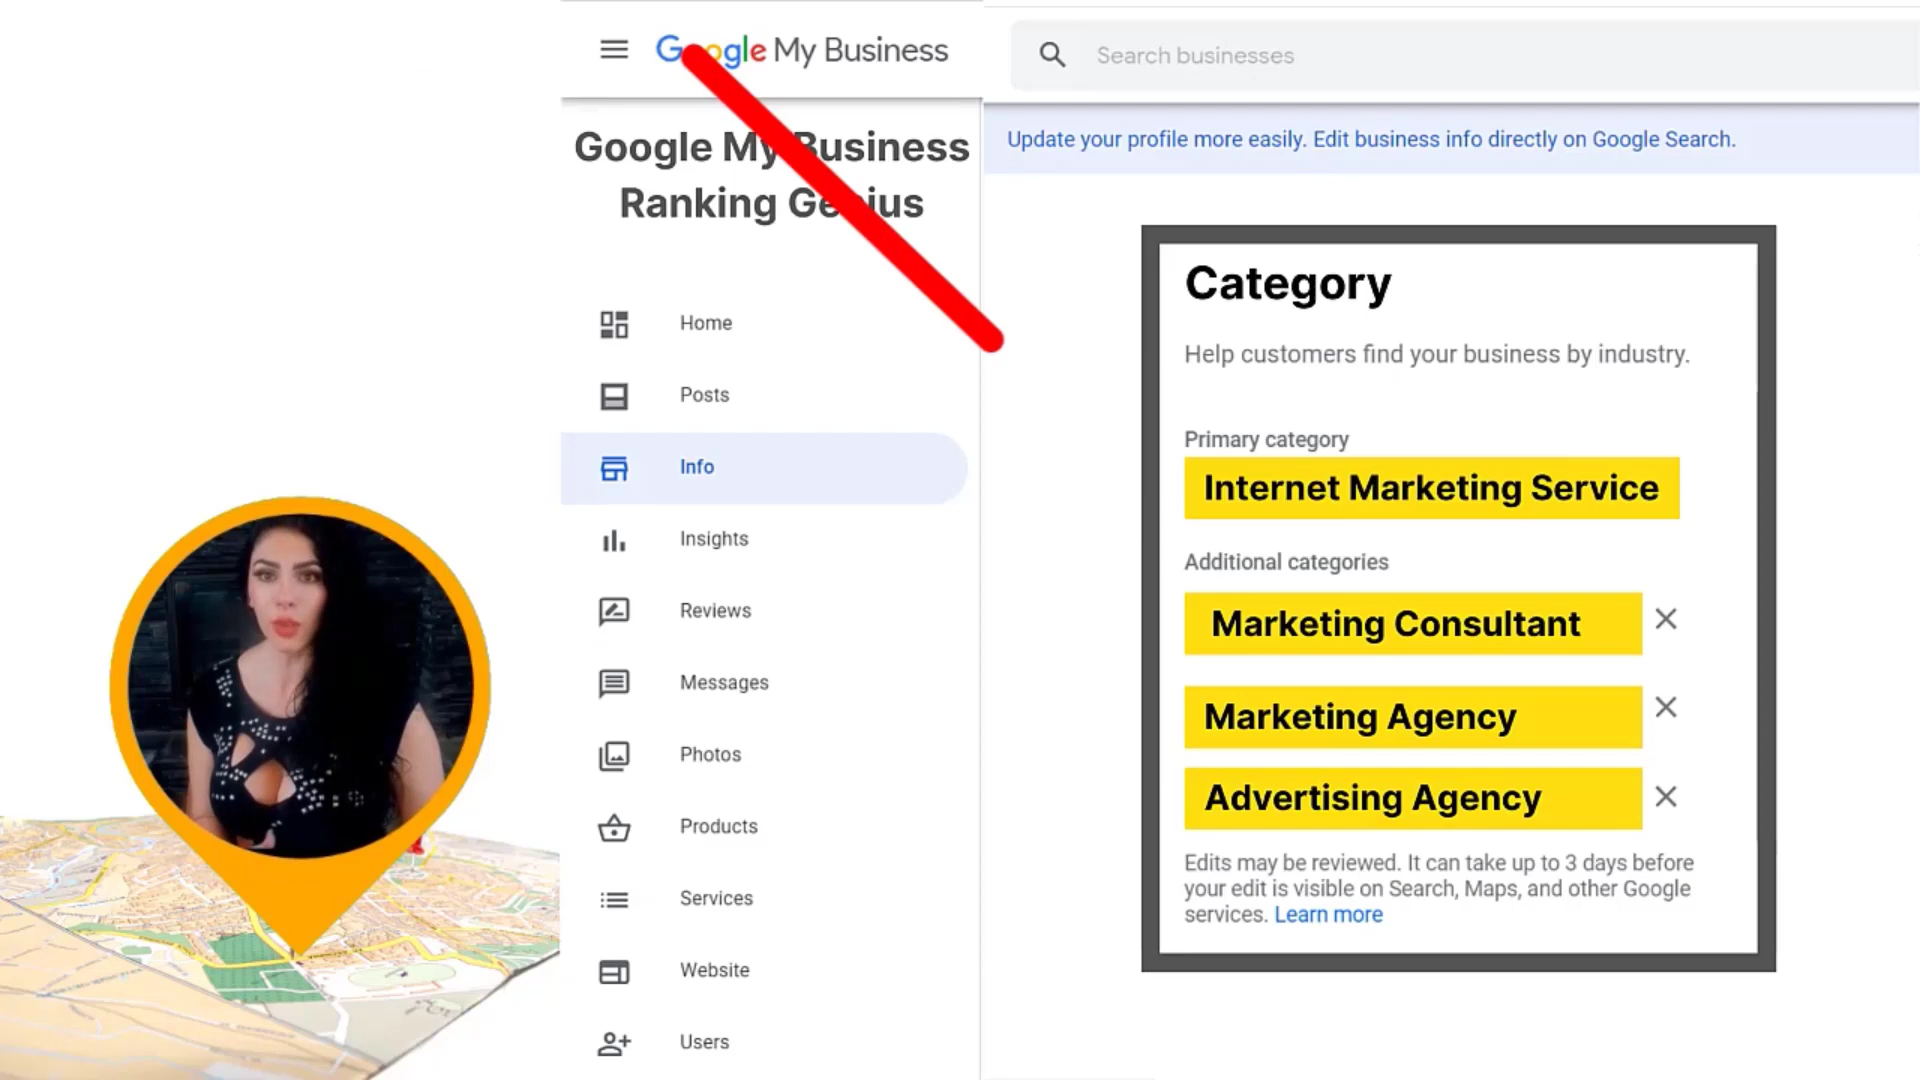 Google My Business
Search businesses
Update your profile more easily. Edit business info directly on Google Search.
Google My Business
Ranking Genius
Home
Posts
Info
Insights
Reviews
Messages
Photos
Products
Services
Website
Users
Category
Help customers find your business by industry.
Primary category
Internet Marketing Service
Additional categories
Marketing Consultant
Marketing Agency
Advertising Agency
Edits may be reviewed. It can take up to 3 days before
your edit is visible on Search, Maps, and other Google
services. Learn more